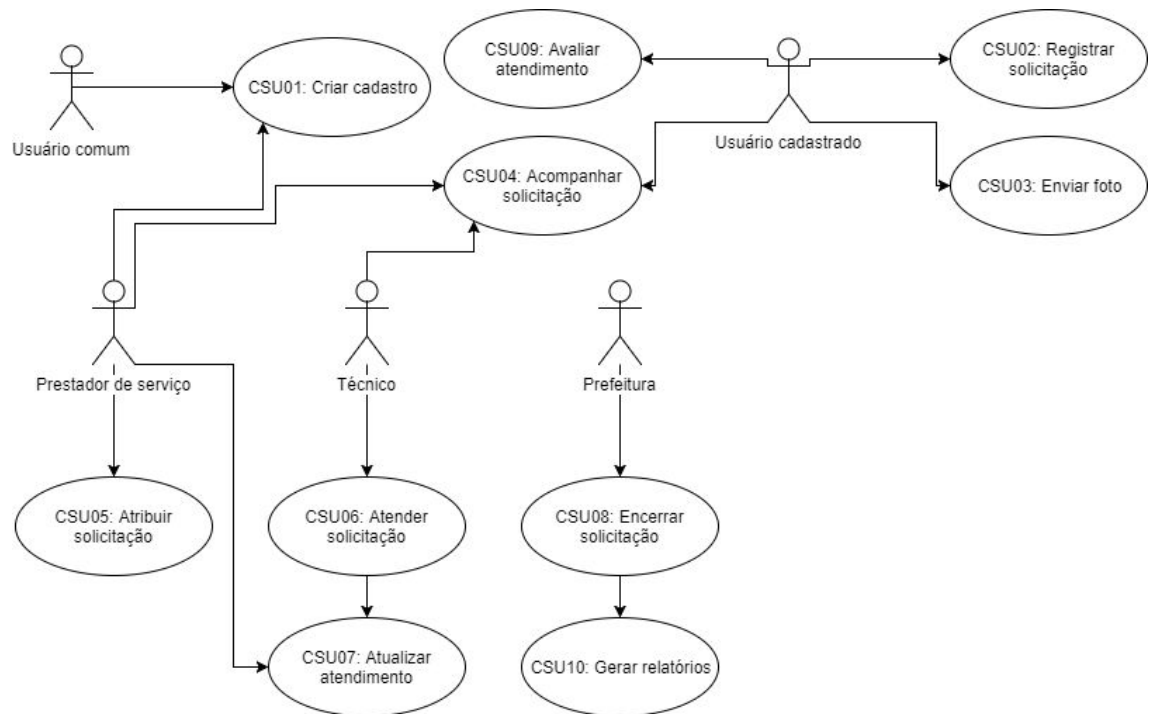 CSU09: Avaliar
atendimento
CSU02: Registrar
solicitação
CSU01: Criar cadastro
Usuário comum
Usuário cadastrado
CSU04: Acompanhar
solicitação
CSU03: Enviar foto
Prestador de serviço
Técnico
Prefeitura
CSU05: Atribuir
solicitação
CSU06: Atender
solicitação
CSU08: Encerrar
solicitação
CSU07: Atualizar
atendimento
CSU10: Gerar relatórios